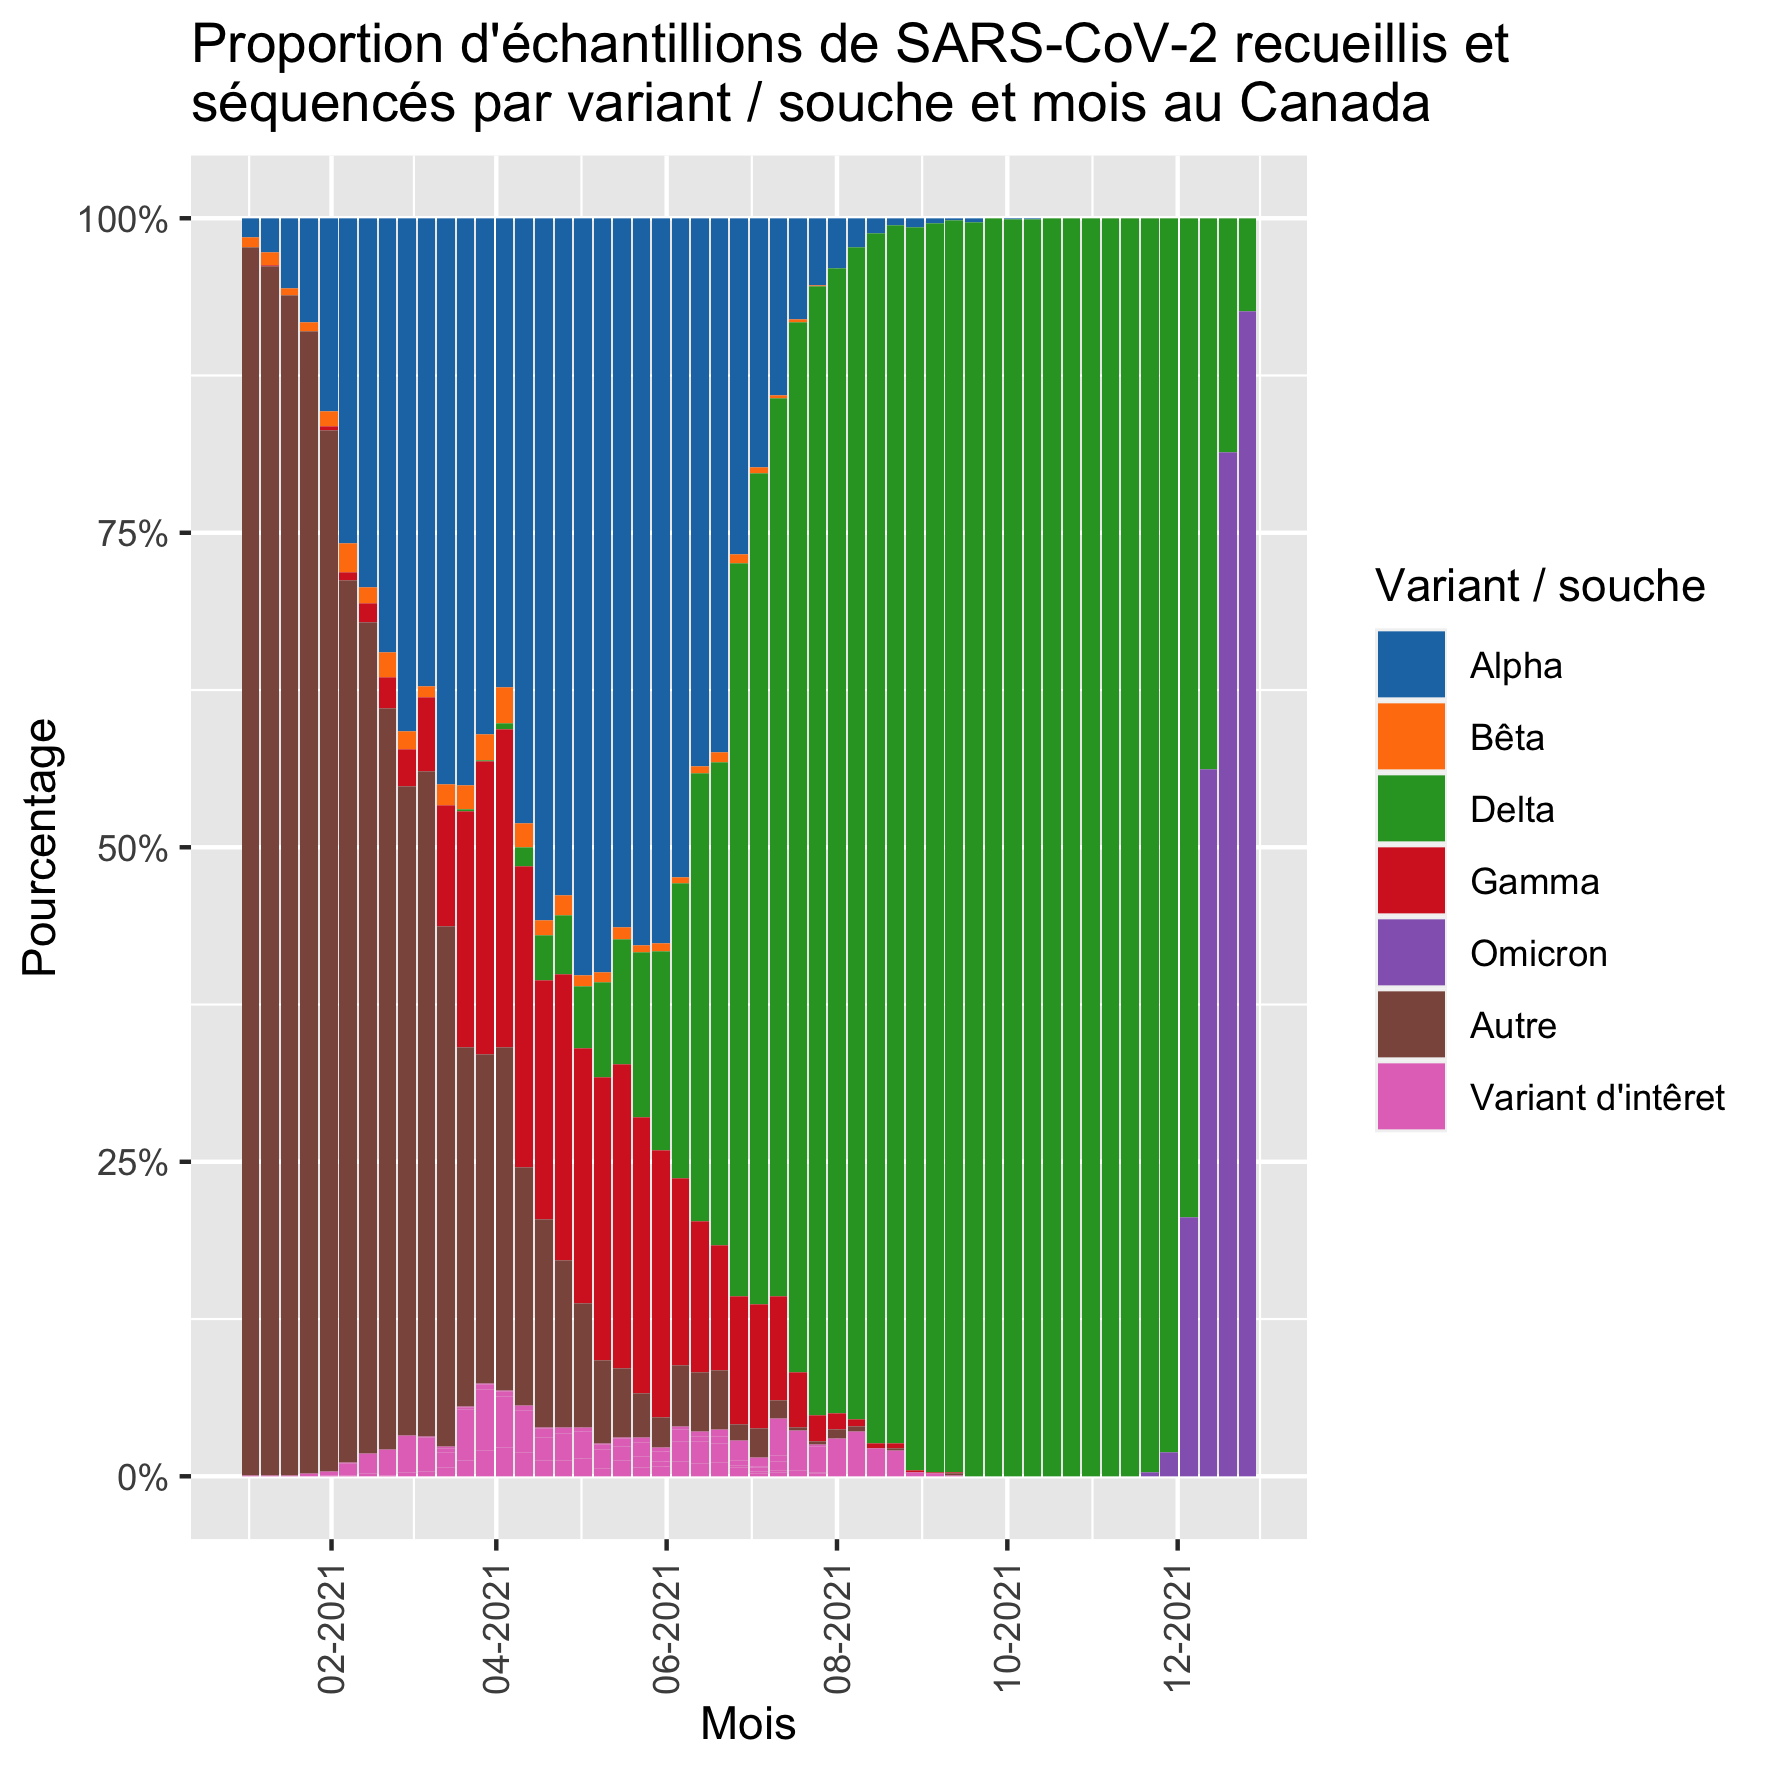 Proportion d'échantillions de SARS-CoV-2 recueillis et
séquencés par variant / souche et mois au Canada
Pourcentage
100%
75%
50%
25%
0%
02-2021
04-2021
06-2021
08-2021
10-2021
12-2021
Mois
Variant / souche
Alpha
Bêta
Delta
Gamma
Omicron
Autre
Variant d'intêret